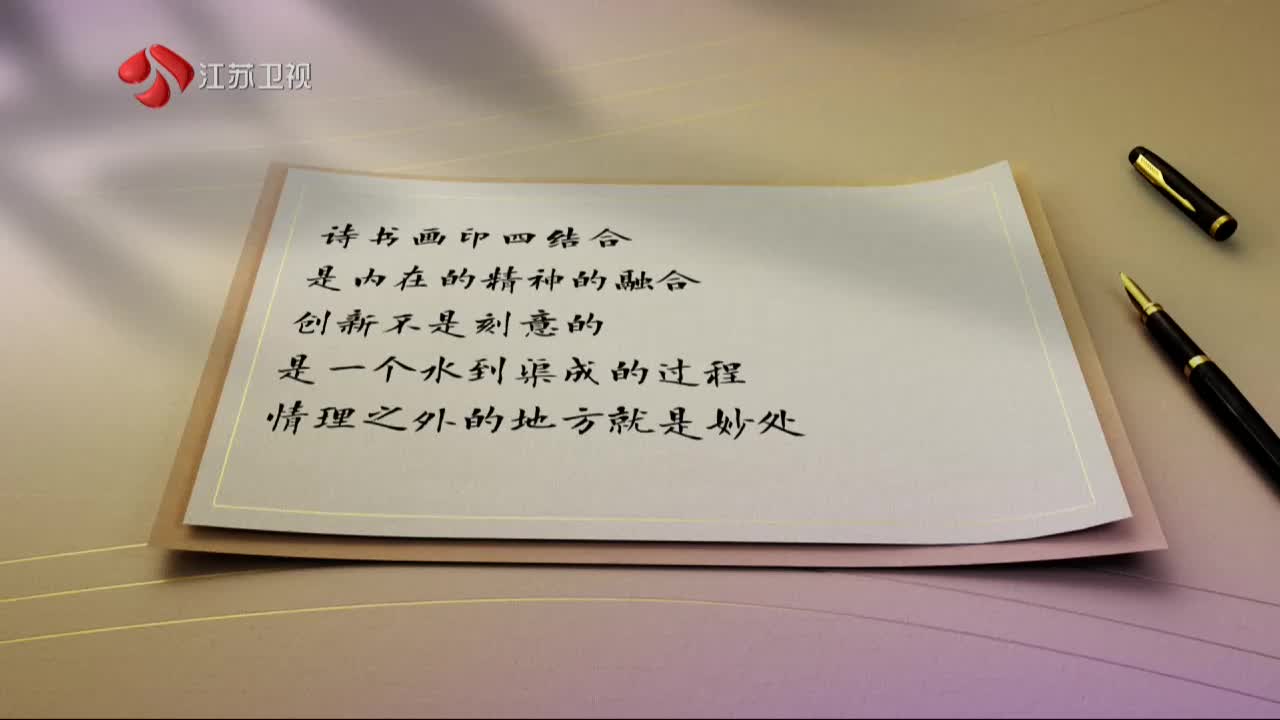 江苏卫视
诗书画印四结合
是内在的精神的融合
创新不是刻意的
是一个水到渠成的过程
情理之外的地方就是妙处